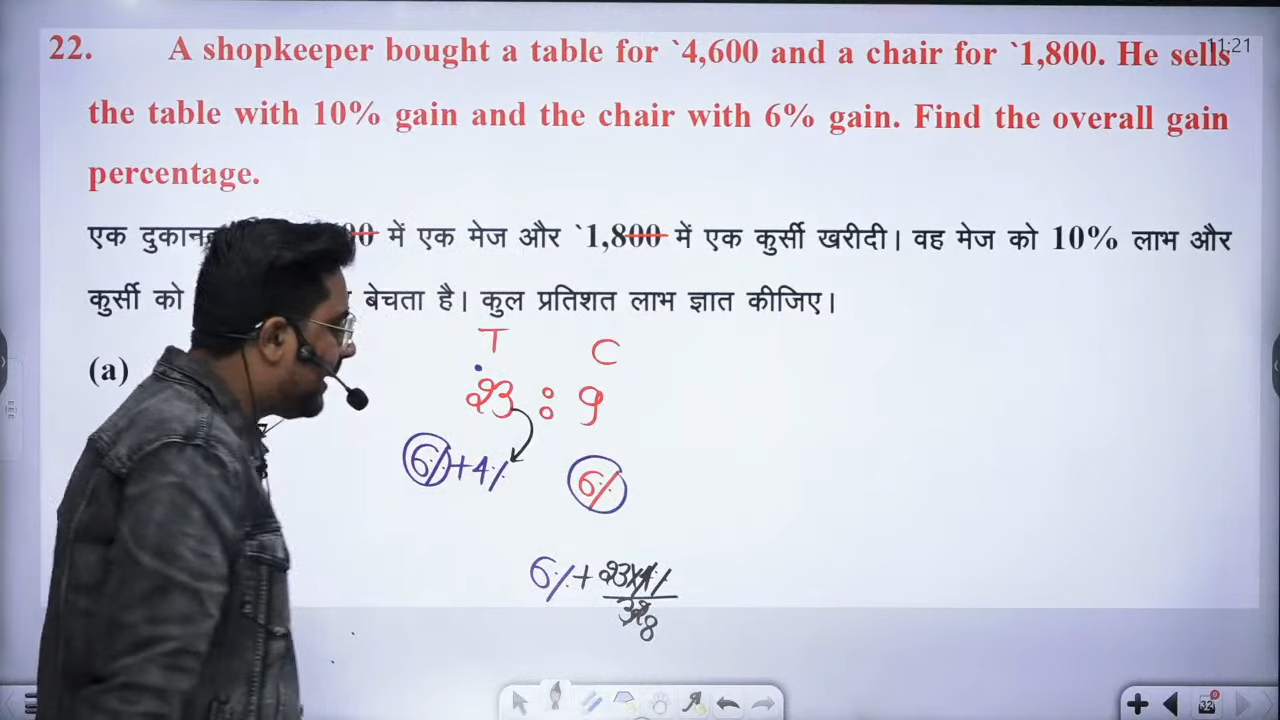 11:21
22. A shopkeeper bought a table for `4,600 and a chair for `1,800. He sells
the table with 10% gain and the chair with 6% gain. Find the overall gain
percentage.
एक 00 में एक मेज और `1,800 में एक कुर्सी खरीदी। वह मेज को 10% लाभ और
कुर्सी को बेचता है। कुल प्रतिशत लाभ ज्ञात कीजिए।
T C
(a)
23 : 9
6%+4% 6%
6%+ 23×4%
32 8
32